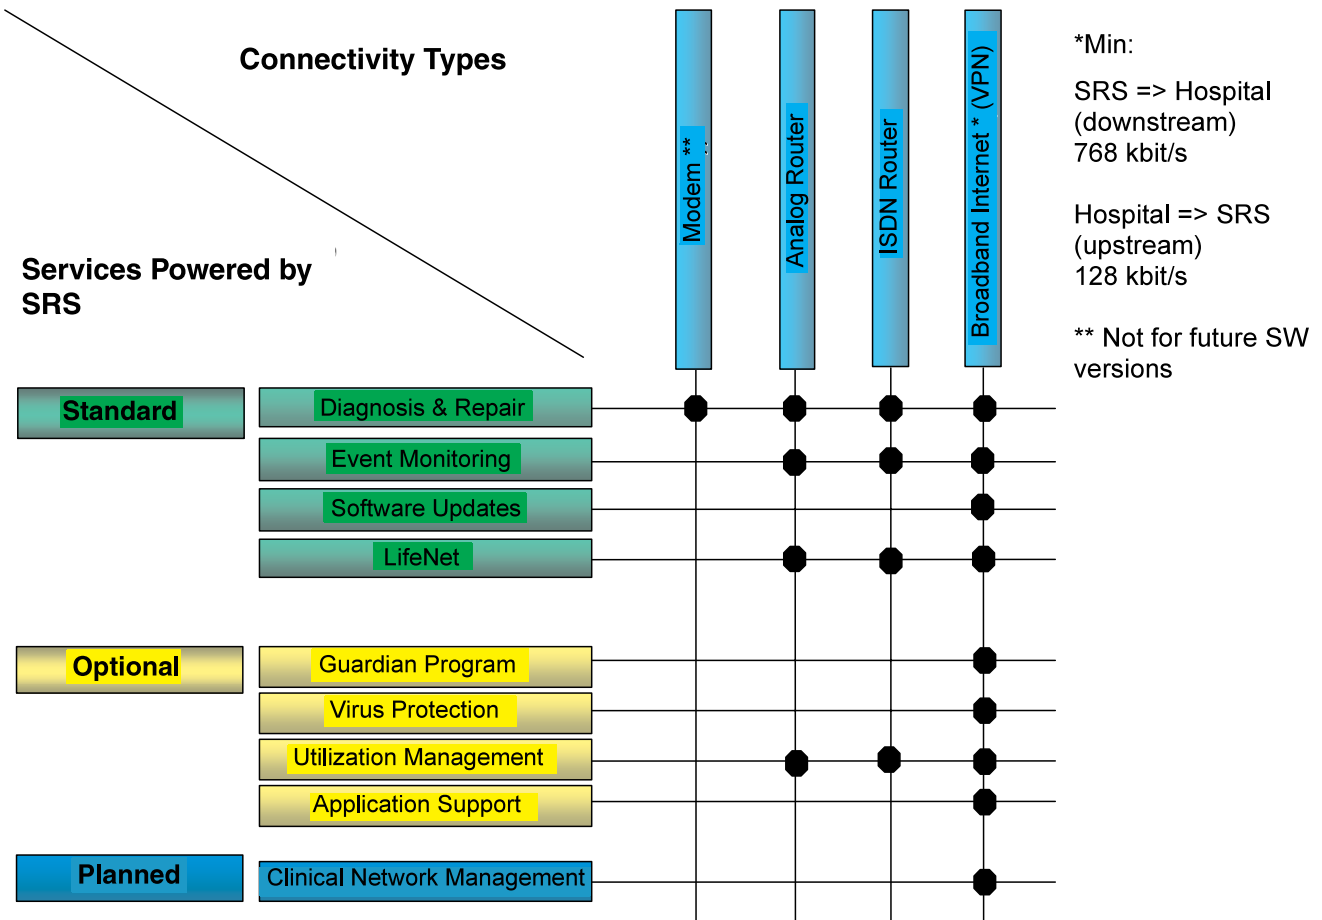 Connectivity Types
Services Powered by
SRS
Modem **
Analog Router
ISDN Router
Broadband Internet * (VPN)
*Min:
SRS => Hospital
(downstream)
768 kbit/s
Hospital => SRS
(upstream)
128 kbit/s
** Not for future SW
versions
Standard
Diagnosis & Repair
Event Monitoring
Software Updates
LifeNet
Optional
Guardian Program
Virus Protection
Utilization Management
Application Support
Planned
Clinical Network Management